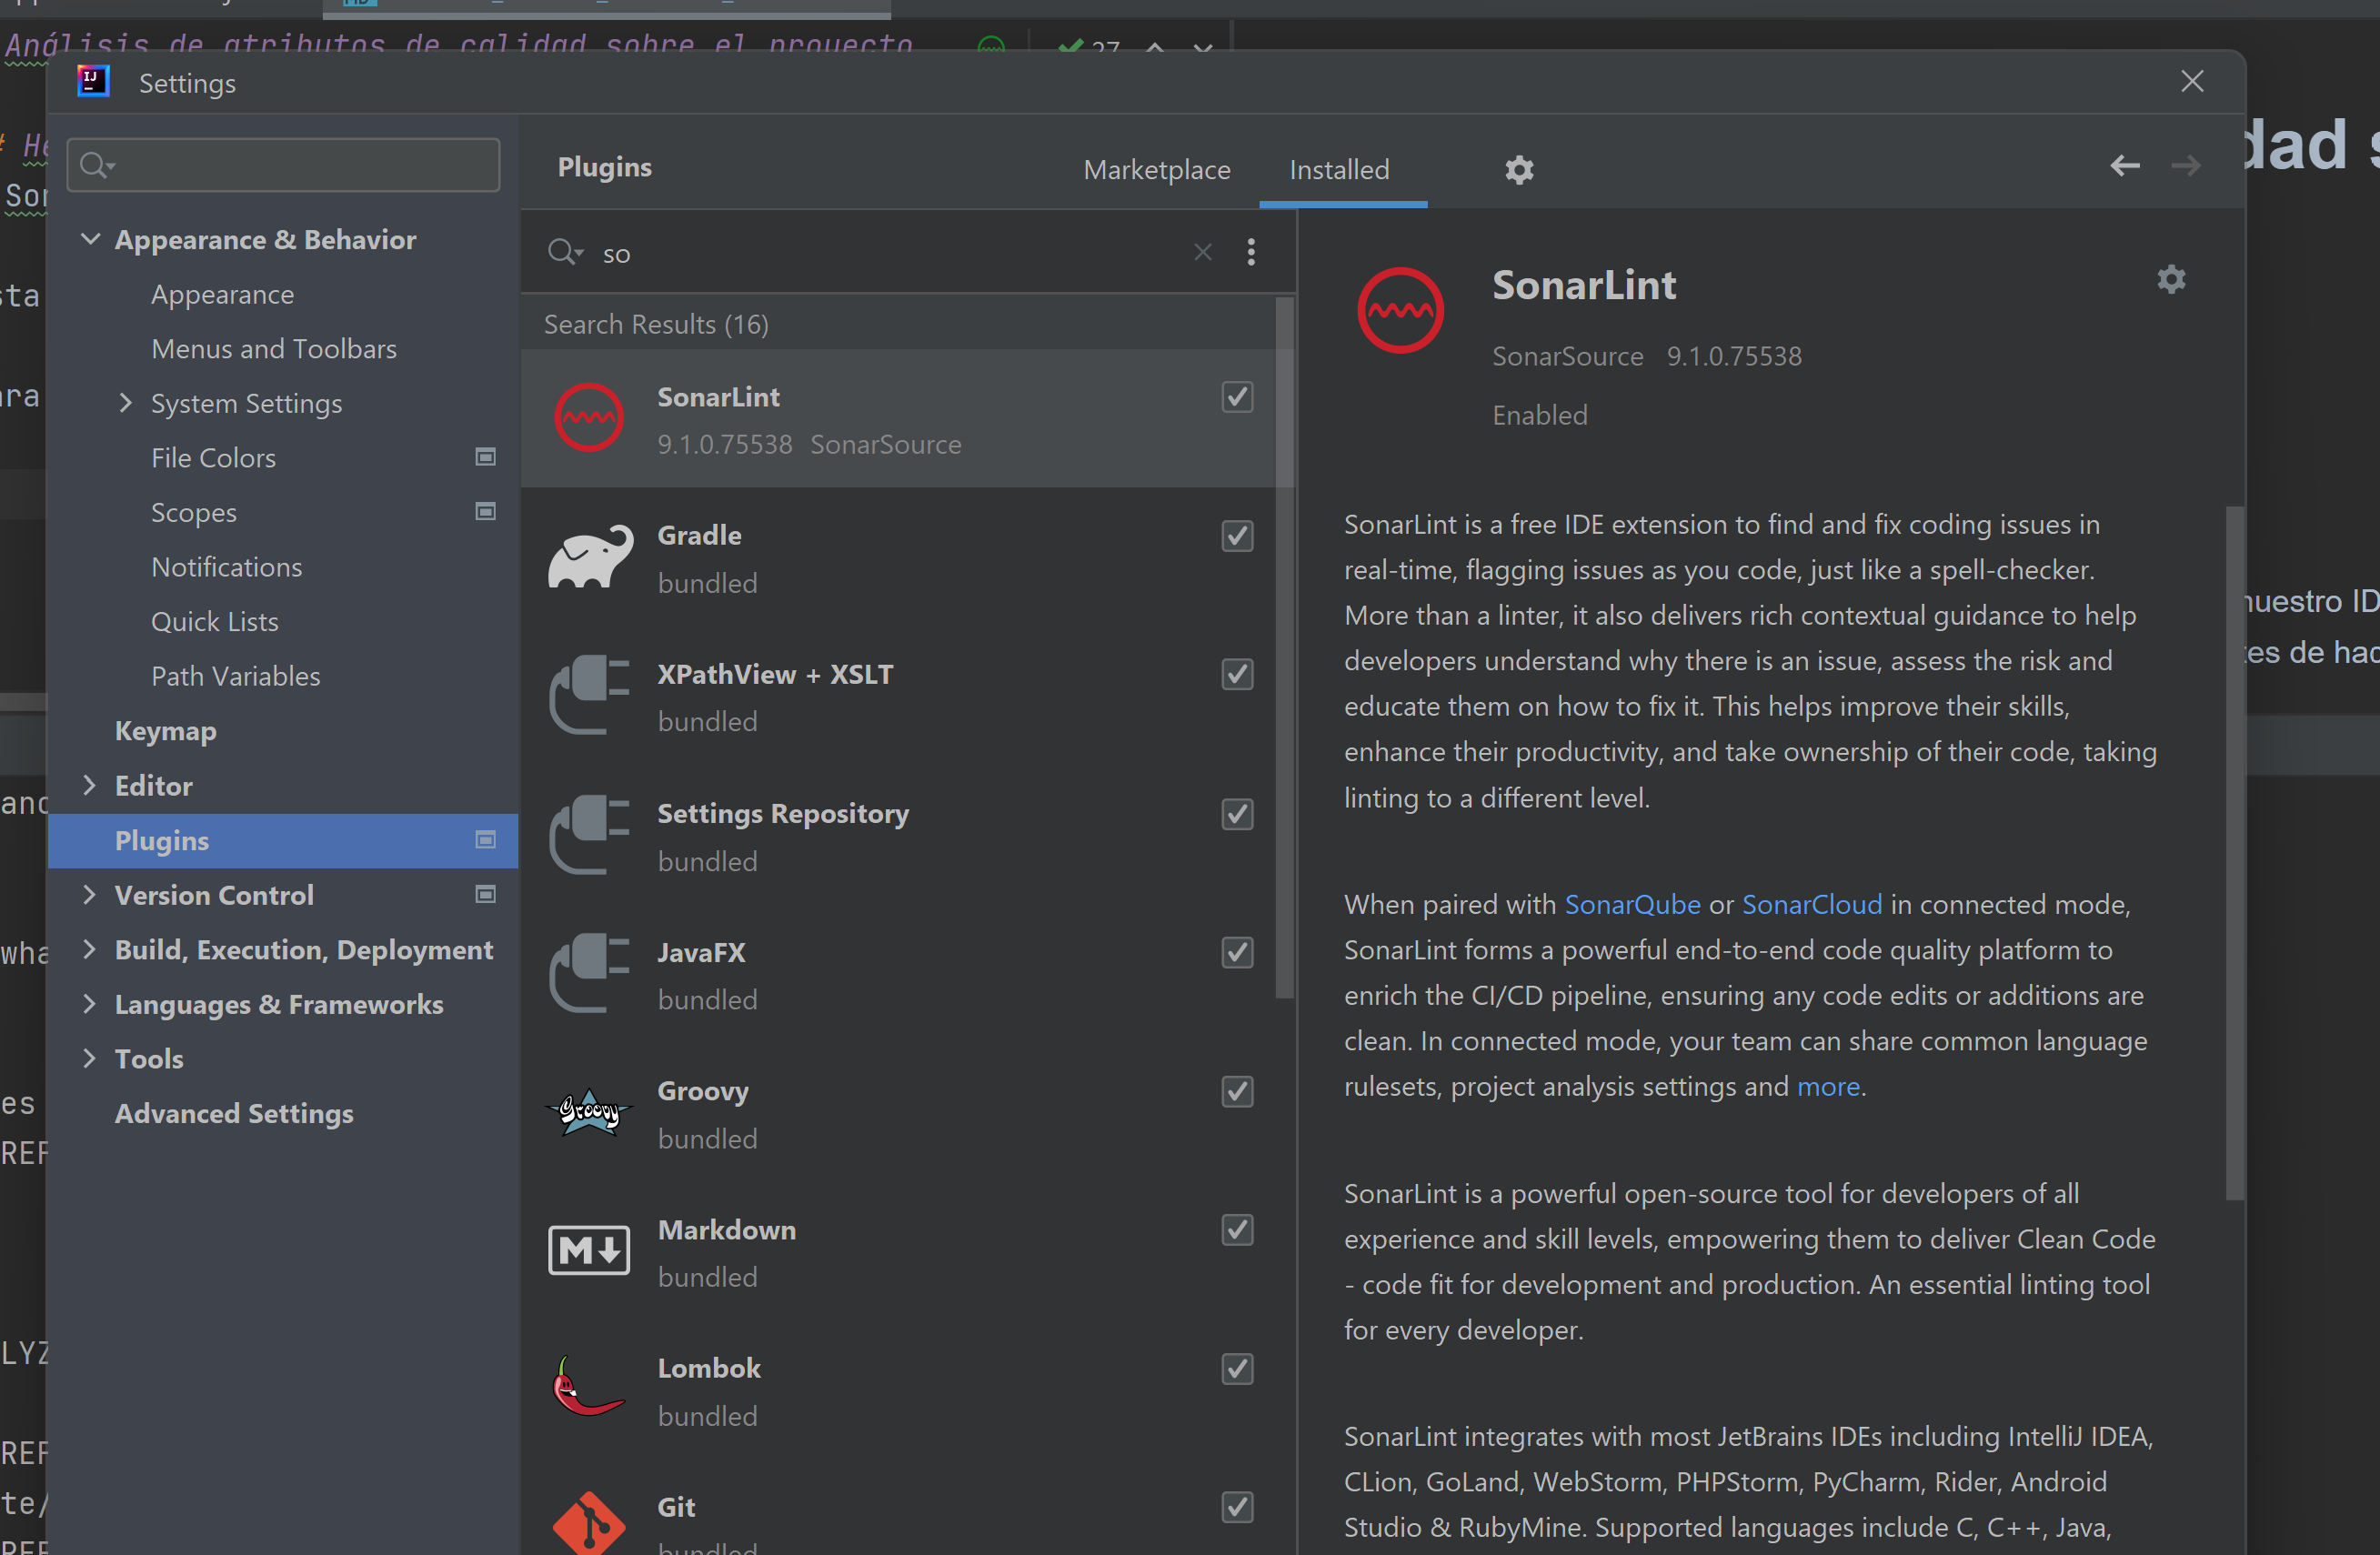 Análisis de atributos de calidad sobre el proyecto
27
Settings
dad s
Appearance & Behavior
Appearance
Menus and Toolbars
System Settings
File Colors
Scopes
Notifications
Quick Lists
Path Variables
Keymap
Editor
Plugins
Version Control
Build, Execution, Deployment
Languages & Frameworks
Tools
Advanced Settings
Plugins
Marketplace
Installed
so
Search Results (16)
SonarLint
9.1.0.75538 SonarSource
Gradle
bundled
XPathView + XSLT
bundled
Settings Repository
bundled
JavaFX
bundled
Groovy
bundled
Markdown
bundled
Lombok
bundled
Git
bundled
SonarLint
SonarSource 9.1.0.75538
Enabled
SonarLint is a free IDE extension to find and fix coding issues in
real-time, flagging issues as you code, just like a spell-checker.
More than a linter, it also delivers rich contextual guidance to help
developers understand why there is an issue, assess the risk and
educate them on how to fix it. This helps improve their skills,
enhance their productivity, and take ownership of their code, taking
linting to a different level.
When paired with SonarQube or SonarCloud in connected mode,
SonarLint forms a powerful end-to-end code quality platform to
enrich the CI/CD pipeline, ensuring any code edits or additions are
clean. In connected mode, your team can share common language
rulesets, project analysis settings and more.
SonarLint is a powerful open-source tool for developers of all
experience and skill levels, empowering them to deliver Clean Code
- code fit for development and production. An essential linting tool
for every developer.
SonarLint integrates with most JetBrains IDEs including IntelliJ IDEA,
CLion, GoLand, WebStorm, PHPStorm, PyCharm, Rider, Android
Studio & RubyMine. Supported languages include C, C++, Java,
nuestro ID
tes de hac
# He
Son
sta
ara
and
wha
es
REF
LYZ
REF
te/
REF